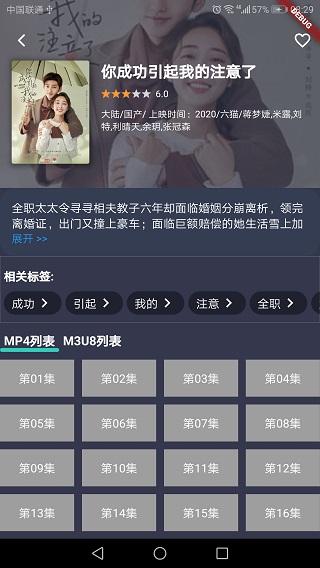 中国联通
57%
DEBUG
我的
注意了
你成功引起我的注意了
6.0
大陆/国产/ 上映时间：2020/六猫/蒋梦婕,米露,刘
特,利晴天,余玥,张冠森
全职太太令寻寻相夫教子六年却面临婚姻分崩离析，领完
离婚证，出门又撞上豪车；面临巨额赔偿的她生活雪上加
展开 >>
相关标签:
成功 >
引起 >
我的 >
注意 >
全职 >
MP4列表 M3U8列表
第01集 第02集 第03集 第04集
第05集 第06集 第07集 第08集
第09集 第10集 第11集 第12集
第13集 第14集 第15集 第16集